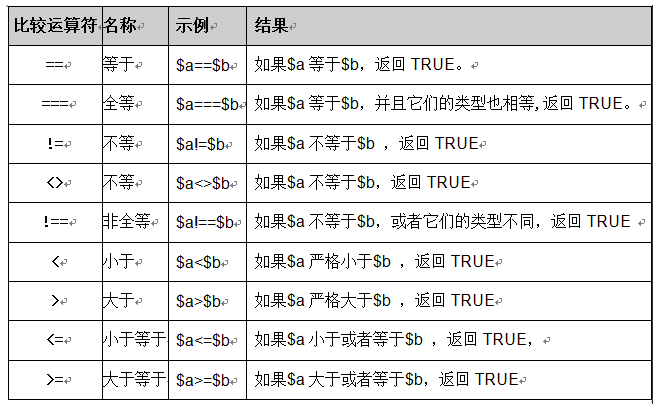 比较运算符 名称 示例 结果
== 等于 $a==$b 如果$a 等于$b，返回 TRUE。
=== 全等 $a===$b 如果$a 等于$b，并且它们的类型也相等,返回 TRUE。
!= 不等 $a!=$b 如果$a 不等于$b ，返回 TRUE
<> 不等 $a<>$b 如果$a 不等于$b，返回 TRUE
!== 非全等 $a!==$b 如果$a 不等于$b，或者它们的类型不同，返回 TRUE
< 小于 $a<$b 如果$a 严格小于$b ，返回 TRUE
> 大于 $a>$b 如果$a 严格大于$b ，返回 TRUE
<= 小于等于 $a<=$b 如果$a 小于或者等于$b ，返回 TRUE，
>= 大于等于 $a>=$b 如果$a 大于或者等于$b，返回 TRUE